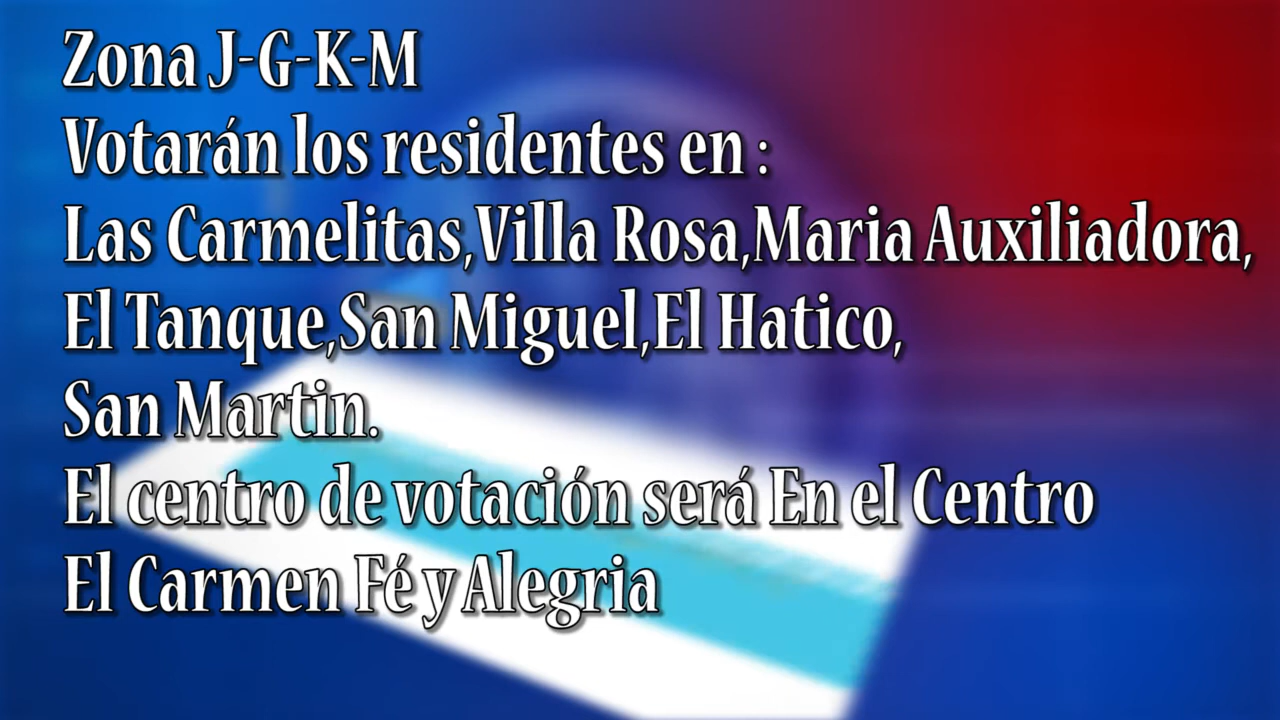 Zona J-G-K-M
Votarán los residentes en :
Las Carmelitas,Villa Rosa,Maria Auxiliadora,
El Tanque,San Miguel,El Hatico,
San Martin.
El centro de votación será En el Centro
El Carmen Fé y Alegria